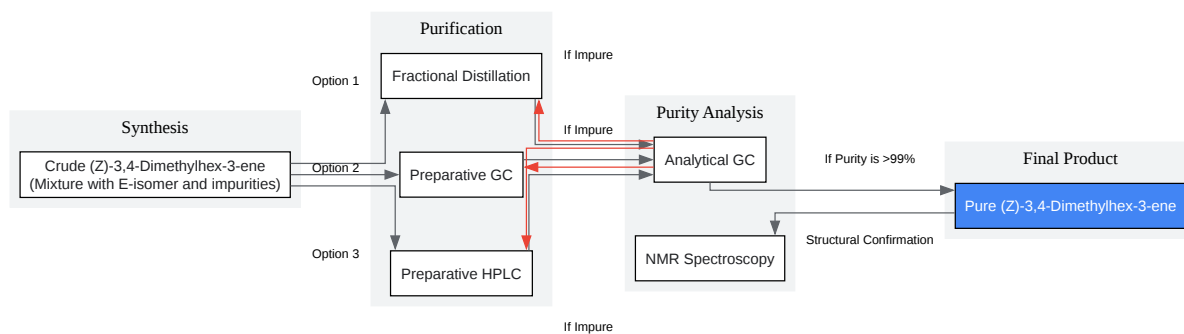 Synthesis
Crude (Z)-3,4-Dimethylhex-3-ene
(Mixture with E-isomer and impurities)
Option 1
Option 2
Option 3
Purification
Fractional Distillation
Preparative GC
Preparative HPLC
If Impure
If Impure
If Impure
Purity Analysis
Analytical GC
NMR Spectroscopy
If Purity is >99%
Structural Confirmation
Final Product
Pure (Z)-3,4-Dimethylhex-3-ene